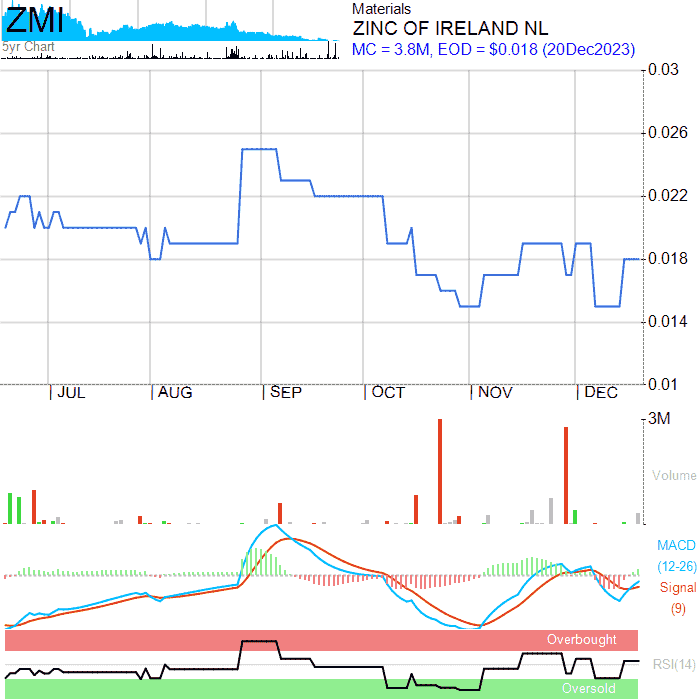 ZMI
5yr Chart
Materials
ZINC OF IRELAND NL
MC = 3.8M, EOD = $0.018 (20Dec2023)
0.03
0.026
0.022
0.018
0.014
0.01
JUL AUG SEP OCT NOV DEC
3M
Volume
MACD
(12-26)
Signal
(9)
Overbought
RSI(14)
Oversold